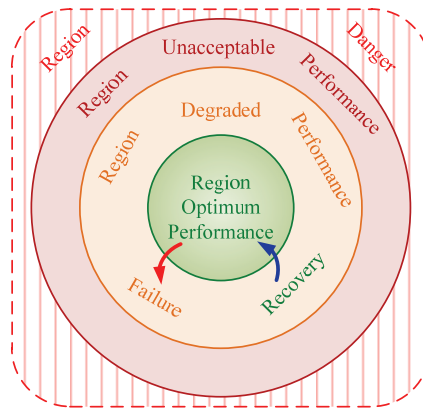 Region
Danger
Unacceptable
Region
Performance
Degraded
Region
Performance
Region
Optimum
Performance
Failure
Recovery